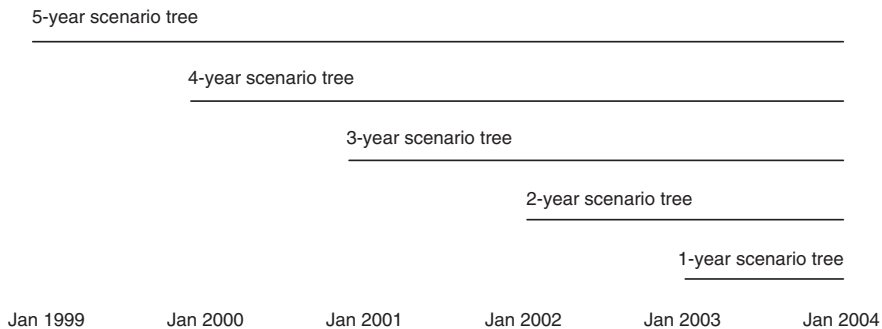 5-year scenario tree
4-year scenario tree
3-year scenario tree
2-year scenario tree
1-year scenario tree
Jan 1999 Jan 2000 Jan 2001 Jan 2002 Jan 2003 Jan 2004